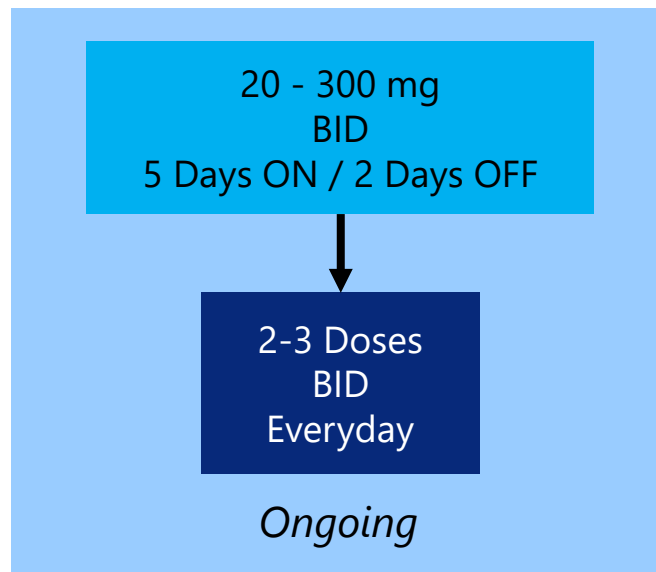 20 - 300 mg
BID
5 Days ON / 2 Days OFF
2-3 Doses
BID
Everyday
Ongoing